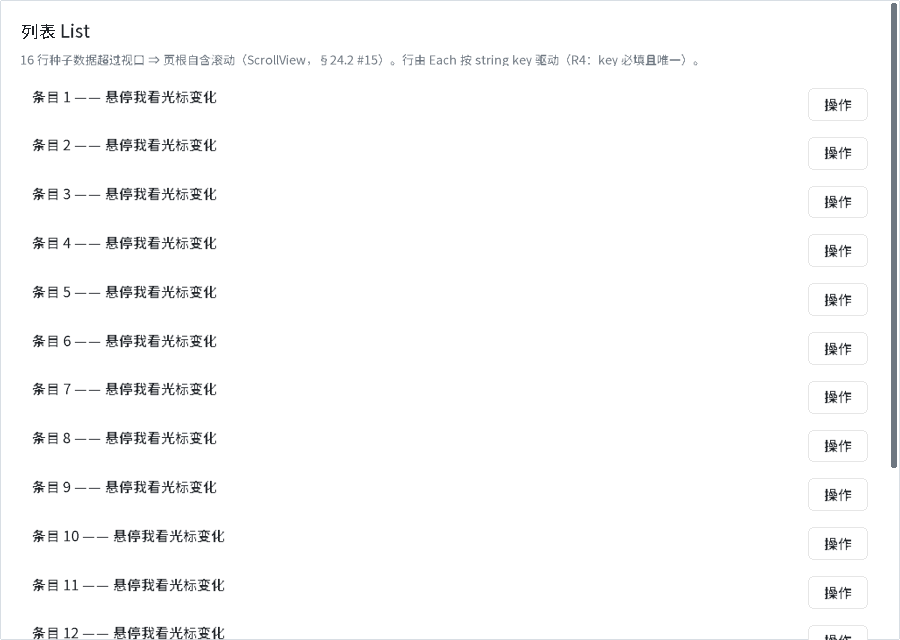 列表 List
16 行种子数据超过视口 ⇒ 页根自含滚动（ScrollView，§24.2 #15）。行由 Each 按 string key 驱动（R4：key 必填且唯一）。
条目 1 —— 悬停我看光标变化
操作
条目 2 —— 悬停我看光标变化
操作
条目 3 —— 悬停我看光标变化
操作
条目 4 —— 悬停我看光标变化
操作
条目 5 —— 悬停我看光标变化
操作
条目 6 —— 悬停我看光标变化
操作
条目 7 —— 悬停我看光标变化
操作
条目 8 —— 悬停我看光标变化
操作
条目 9 —— 悬停我看光标变化
操作
条目 10 —— 悬停我看光标变化
操作
条目 11 —— 悬停我看光标变化
操作
条目 12 —— 悬停我看光标变化
操作